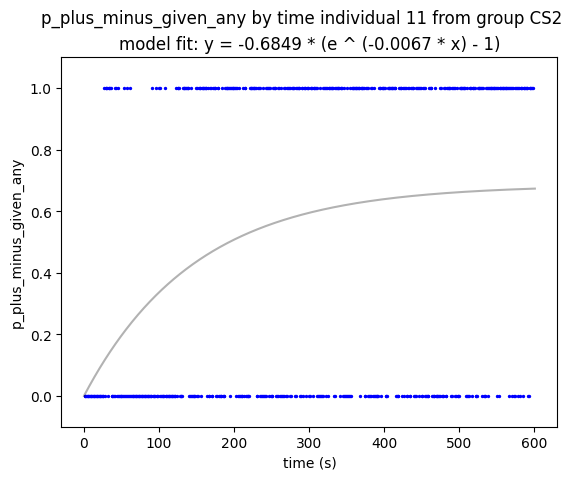 p_plus_minus_given_any by time individual 11 from group CS2
model fit: y = -0.6849 * (e ^ (-0.0067 * x) - 1)
1.0
0.8
0.6
0.4
0.2
0.0
p_plus_minus_given_any
0 100 200 300 400 500 600
time (s)